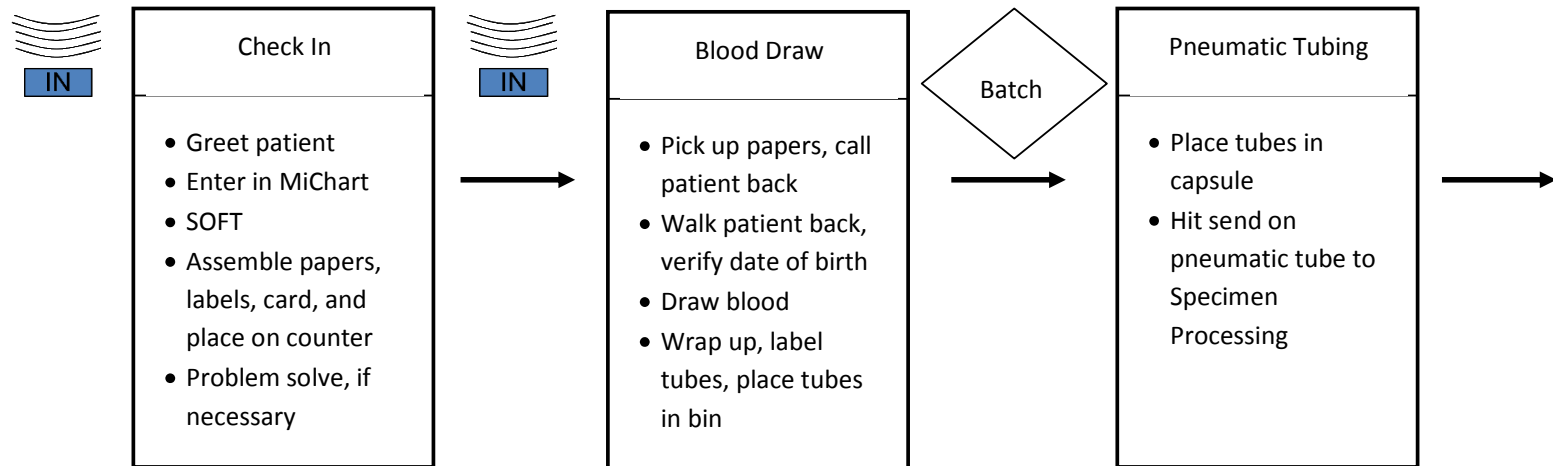 IN
Check In
• Greet patient
• Enter in MiChart
• SOFT
• Assemble papers,
labels, card, and
place on counter
• Problem solve, if
necessary
IN
Blood Draw
• Pick up papers, call
patient back
• Walk patient back,
verify date of birth
• Draw blood
• Wrap up, label
tubes, place tubes
in bin
Batch
Pneumatic Tubing
• Place tubes in
capsule
• Hit send on
pneumatic tube to
Specimen
Processing